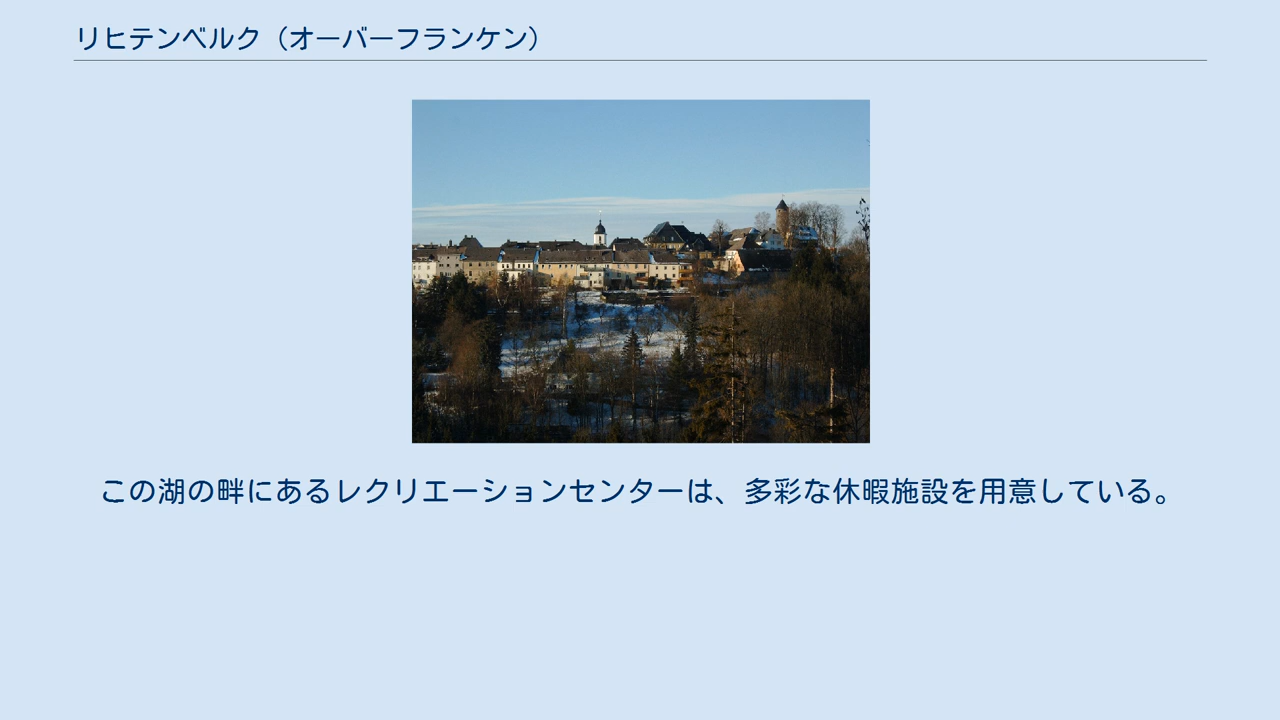 リヒテンベルク（オーバーフランケン）
この湖の畔にあるレクリエーションセンターは、多彩な休暇施設を用意している。